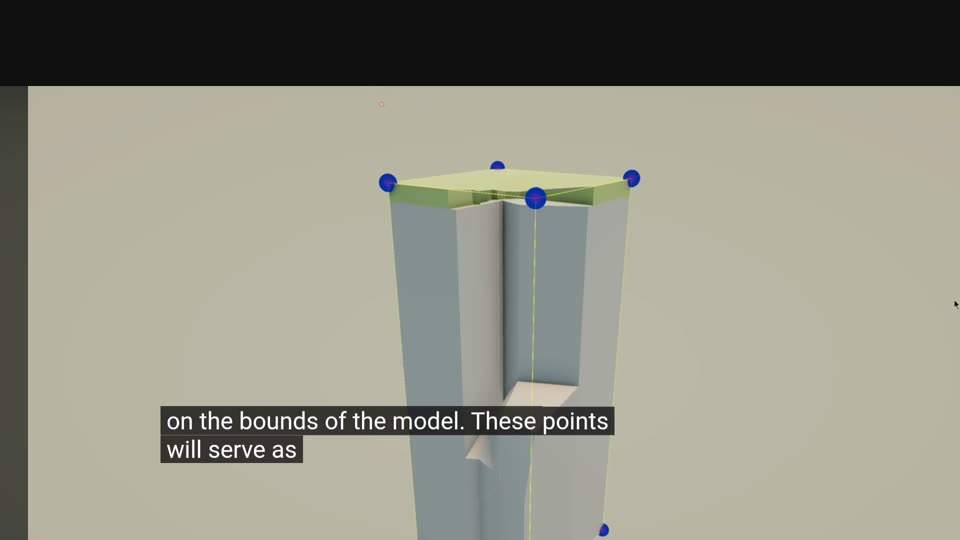 on the bounds of the model. These points
will serve as